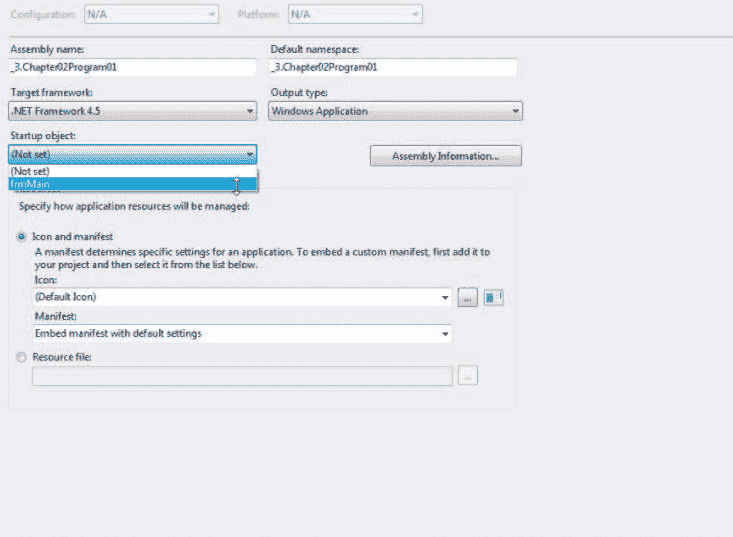 Configuration: N/A Platform: N/A
Assembly name: Default namespace:
_3.Chapter02Program01 _3.Chapter02Program01
Target framework: Output type:
.NET Framework 4.5 Windows Application
Startup object:
(Not set) Assembly Information...
(Not set)
frmMain
Specify how application resources will be managed:
Icon and manifest
A manifest determines specific settings for an application. To embed a custom manifest, first add it to
your project and then select it from the list below.
Icon:
(Default Icon) ...
Manifest:
Embed manifest with default settings
Resource file:
...